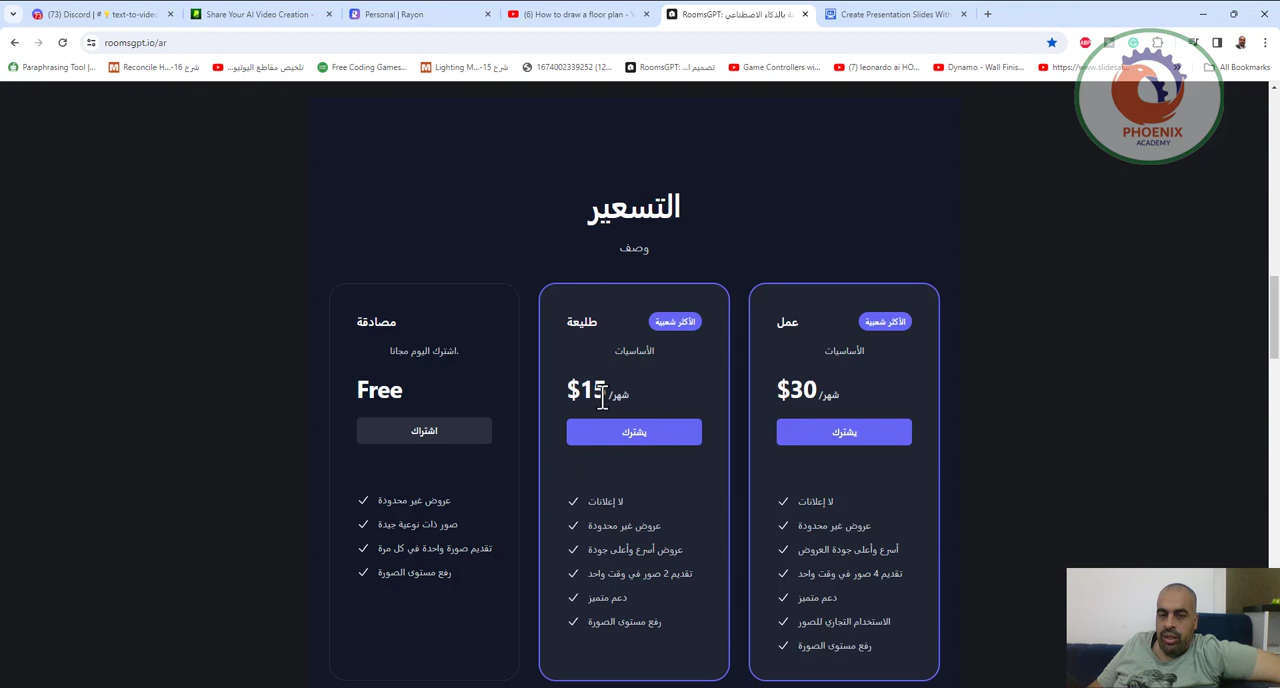 (73) Discord | # text-to-video
Share Your AI Video Creation -
Personal | Rayon
(6) How to draw a floor plan - Y
RoomsGPT: ة بالذكاء الاصطناعي
Create Presentation Slides With
roomsgpt.io/ar
Paraphrasing Tool |...
Reconcile H...-16 شرح
تلخيص مقاطع اليوتيو...
Free Coding Course...
Lighting M...-15 شرح
1674002339252 (12...
RoomsGPT: تصميم ا...
Game Controllers wi...
(7) leonardo ai HO...
Dynamo - Wall Finis...
All Bookmarks
PHOENIX
ACADEMY
التسعير
وصف
مصادقة
اشترك اليوم مجانا.
Free
اشتراك
عروض غير محدودة
صور ذات نوعية جيدة
تقديم صورة واحدة في كل مرة
رفع مستوى الصورة
طليعة
الأكثر شعبية
الأساسيات
$15 /شهر
يشترك
لا إعلانات
عروض غير محدودة
عروض أسرع وأعلى جودة
تقديم 2 صور في وقت واحد
دعم متميز
رفع مستوى الصورة
عمل
الأكثر شعبية
الأساسيات
$30 /شهر
يشترك
لا إعلانات
عروض غير محدودة
أسرع وأعلى جودة العروض
تقديم 4 صور في وقت واحد
دعم متميز
الاستخدام التجاري للصور
رفع مستوى الصورة